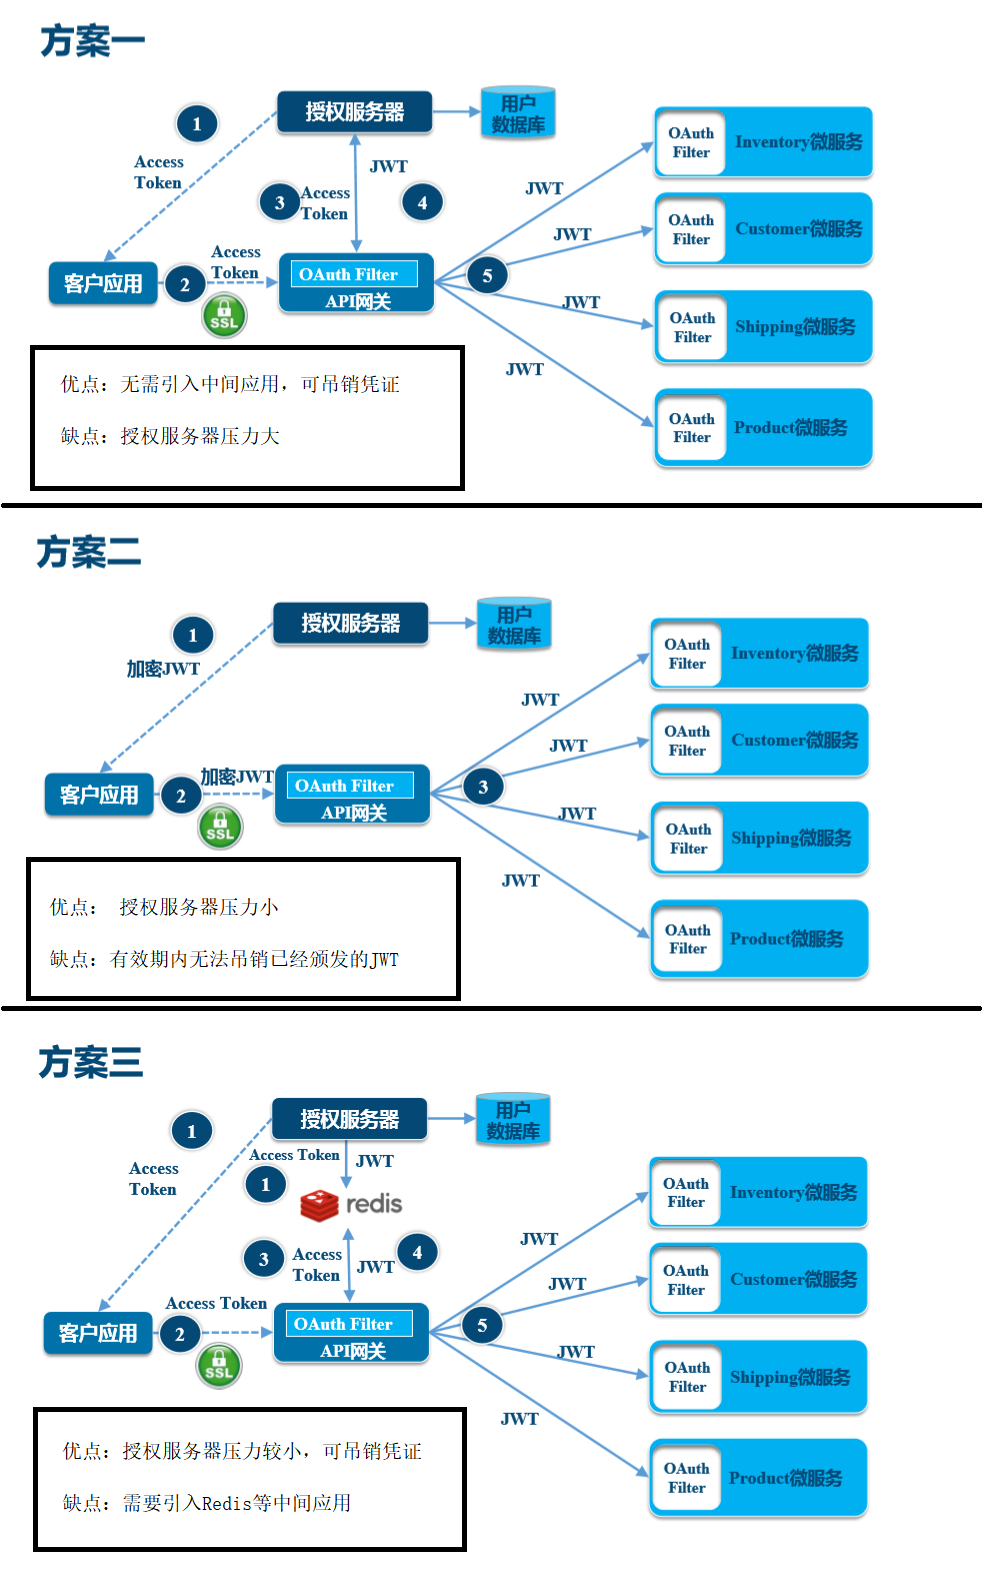 方案一
授权服务器
用户
数据库
1
Access
Token
JWT
3
Access
Token
4
OAuth
Filter
Inventory微服务
JWT
OAuth
Filter
Customer微服务
JWT
客户应用
2
Access
Token
SSL
OAuth Filter
API网关
5
JWT
OAuth
Filter
Shipping微服务
JWT
OAuth
Filter
Product微服务
优点：无需引入中间应用，可吊销凭证
缺点：授权服务器压力大
方案二
授权服务器
用户
数据库
1
加密JWT
OAuth
Filter
Inventory微服务
JWT
OAuth
Filter
Customer微服务
JWT
客户应用
2
加密JWT
SSL
OAuth Filter
API网关
3
JWT
OAuth
Filter
Shipping微服务
JWT
OAuth
Filter
Product微服务
优点： 授权服务器压力小
缺点：有效期内无法吊销已经颁发的JWT
方案三
授权服务器
用户
数据库
1
Access
Token
Access Token
JWT
1
redis
3
Access
Token
JWT
4
OAuth
Filter
Inventory微服务
JWT
OAuth
Filter
Customer微服务
JWT
客户应用
Access Token
2
SSL
OAuth Filter
API网关
5
JWT
OAuth
Filter
Shipping微服务
JWT
OAuth
Filter
Product微服务
优点：授权服务器压力较小，可吊销凭证
缺点：需要引入Redis等中间应用